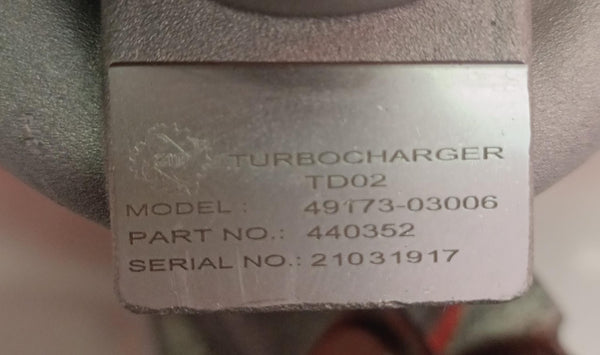 TURBOCHARGER
TD02
MODEL : 49173-03006
PART NO.: 440352
SERIAL NO.: 21031917